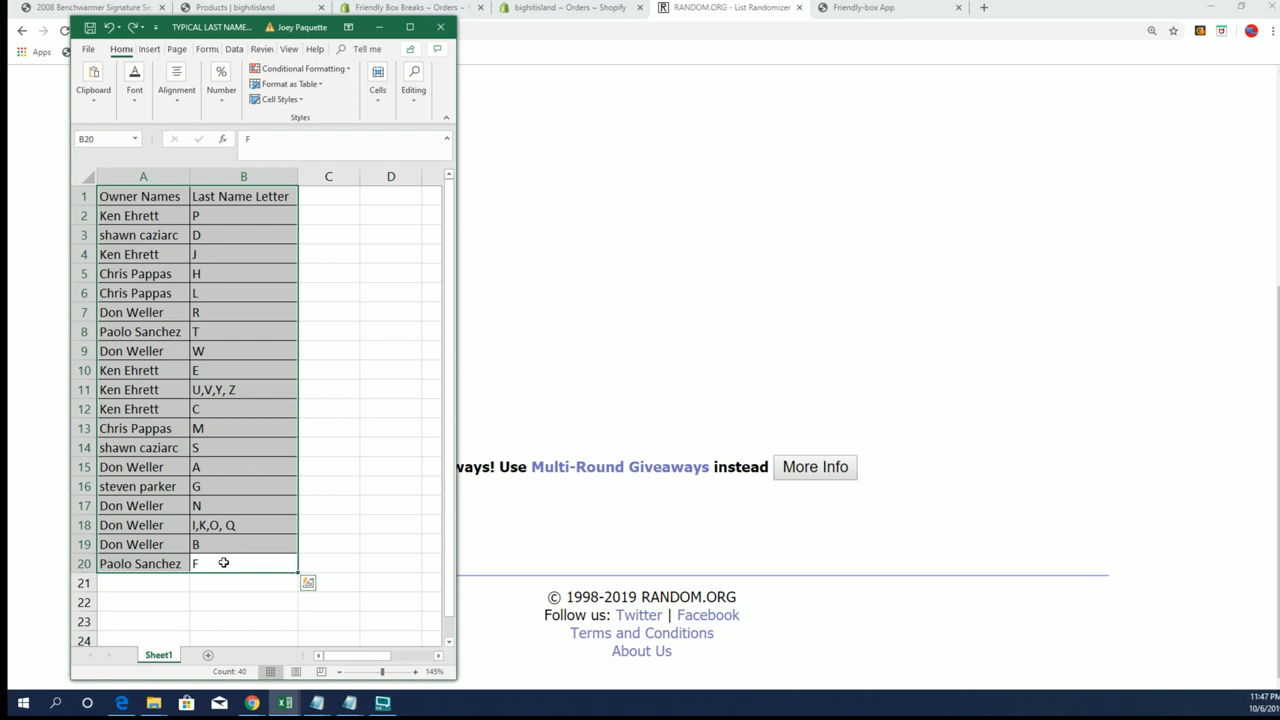 2008 Benchwarmer Signature Se
Products | bighitisland
Friendly Box Breaks ~ Orders ~ S
bighitisland ~ Orders ~ Shopify
RANDOM.ORG - List Randomizer
Friendly-box App
Apps
TYPICAL LAST NAME...
Joey Paquette
File Home Insert Page Formu Data Review View Help Tell me
Clipboard
Font
Alignment
Number
Conditional Formatting
Format as Table
Cell Styles
Styles
Cells
Editing
B20
fx
F
A B C D
1 Owner Names Last Name Letter
2 Ken Ehrett P
3 shawn caziarc D
4 Ken Ehrett J
5 Chris Pappas H
6 Chris Pappas L
7 Don Weller R
8 Paolo Sanchez T
9 Don Weller W
10 Ken Ehrett E
11 Ken Ehrett U,V,Y, Z
12 Ken Ehrett C
13 Chris Pappas M
14 shawn caziarc S
15 Don Weller A
16 steven parker G
17 Don Weller N
18 Don Weller I,K,O, Q
19 Don Weller B
20 Paolo Sanchez F
21
22
23
24
Sheet1
Count: 40
145%
ways! Use Multi-Round Giveaways instead More Info
© 1998-2019 RANDOM.ORG
Follow us: Twitter | Facebook
Terms and Conditions
About Us
11:47 PM
10/6/2019